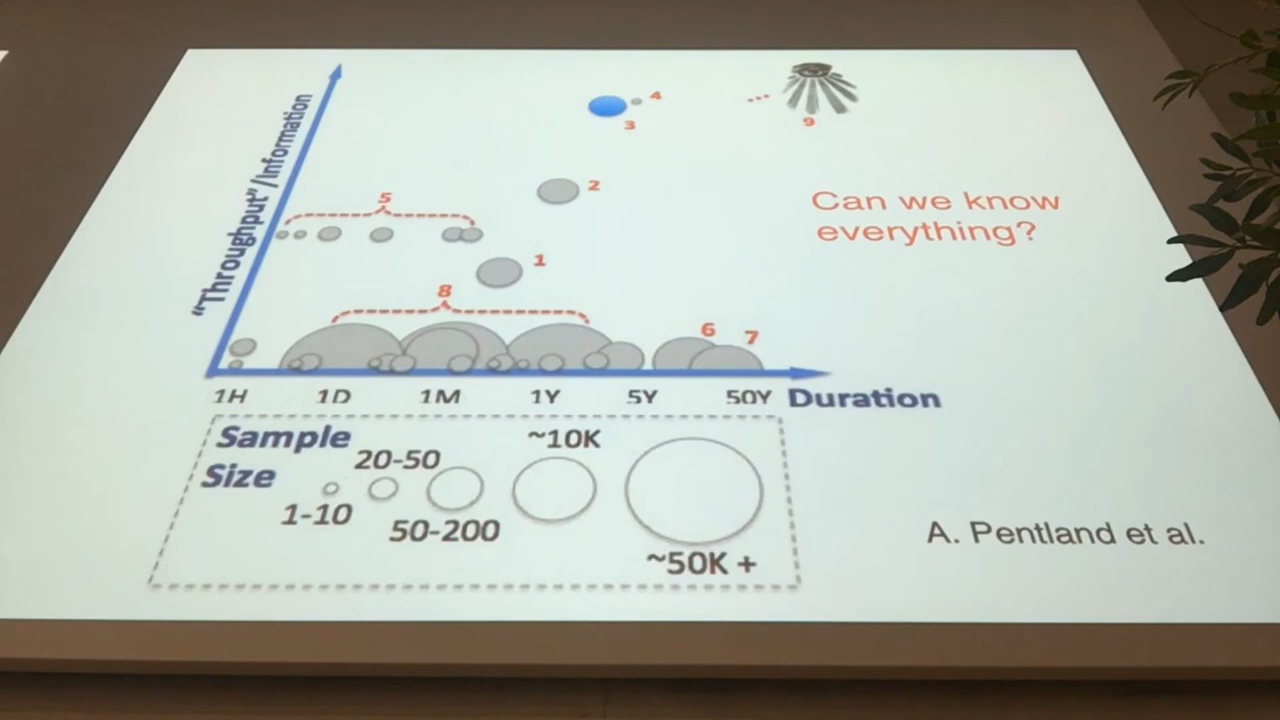 "Throughput"/Information
4
3
9
2
5
1
8
6
7
Can we know
everything?
1H 1D 1M 1Y 5Y 50Y Duration
Sample
Size
1-10
20-50
50-200
~10K
~50K +
A. Pentland et al.